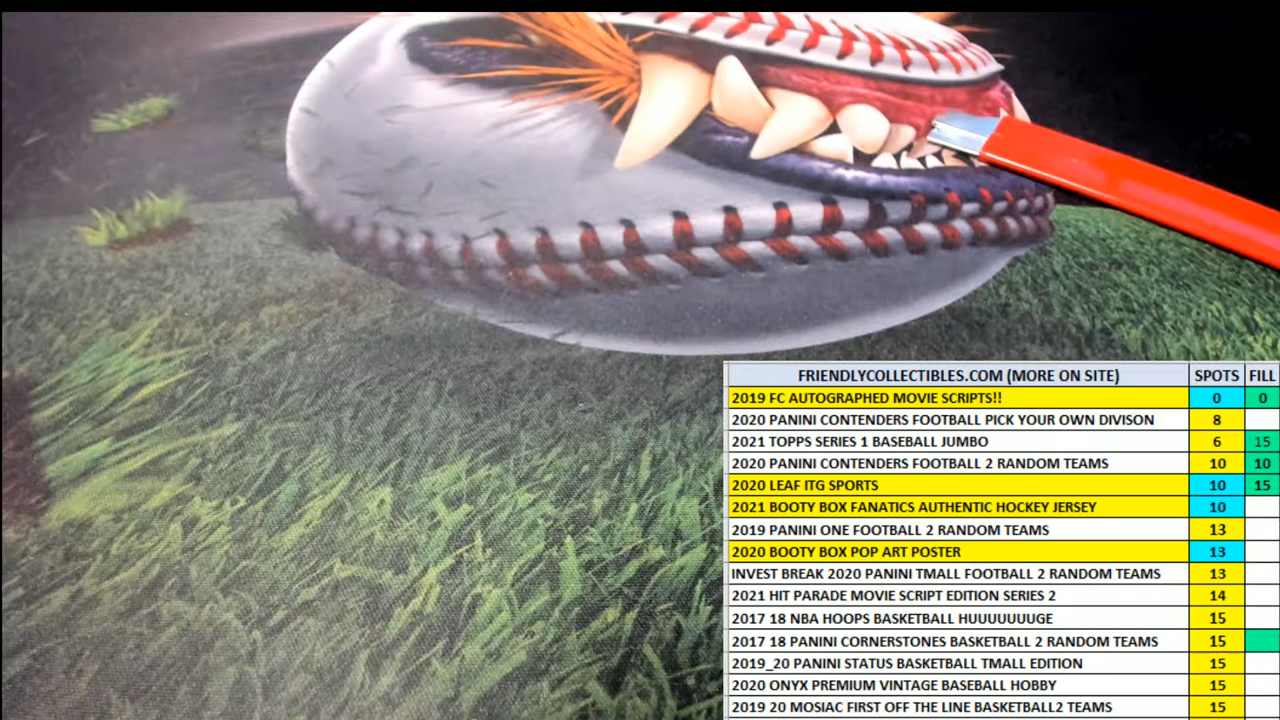 FRIENDLYCOLLECTIBLES.COM (MORE ON SITE) SPOTS FILL
2019 FC AUTOGRAPHED MOVIE SCRIPTS!! 0 0
2020 PANINI CONTENDERS FOOTBALL PICK YOUR OWN DIVISON 8
2021 TOPPS SERIES 1 BASEBALL JUMBO 6 15
2020 PANINI CONTENDERS FOOTBALL 2 RANDOM TEAMS 10 10
2020 LEAF ITG SPORTS 10 15
2021 BOOTY BOX FANATICS AUTHENTIC HOCKEY JERSEY 10
2019 PANINI ONE FOOTBALL 2 RANDOM TEAMS 13
2020 BOOTY BOX POP ART POSTER 13
INVEST BREAK 2020 PANINI TMALL FOOTBALL 2 RANDOM TEAMS 13
2021 HIT PARADE MOVIE SCRIPT EDITION SERIES 2 14
2017 18 NBA HOOPS BASKETBALL HUUUUUUUGE 15
2017 18 PANINI CORNERSTONES BASKETBALL 2 RANDOM TEAMS 15
2019_20 PANINI STATUS BASKETBALL TMALL EDITION 15
2020 ONYX PREMIUM VINTAGE BASEBALL HOBBY 15
2019 20 MOSIAC FIRST OFF THE LINE BASKETBALL2 TEAMS 15